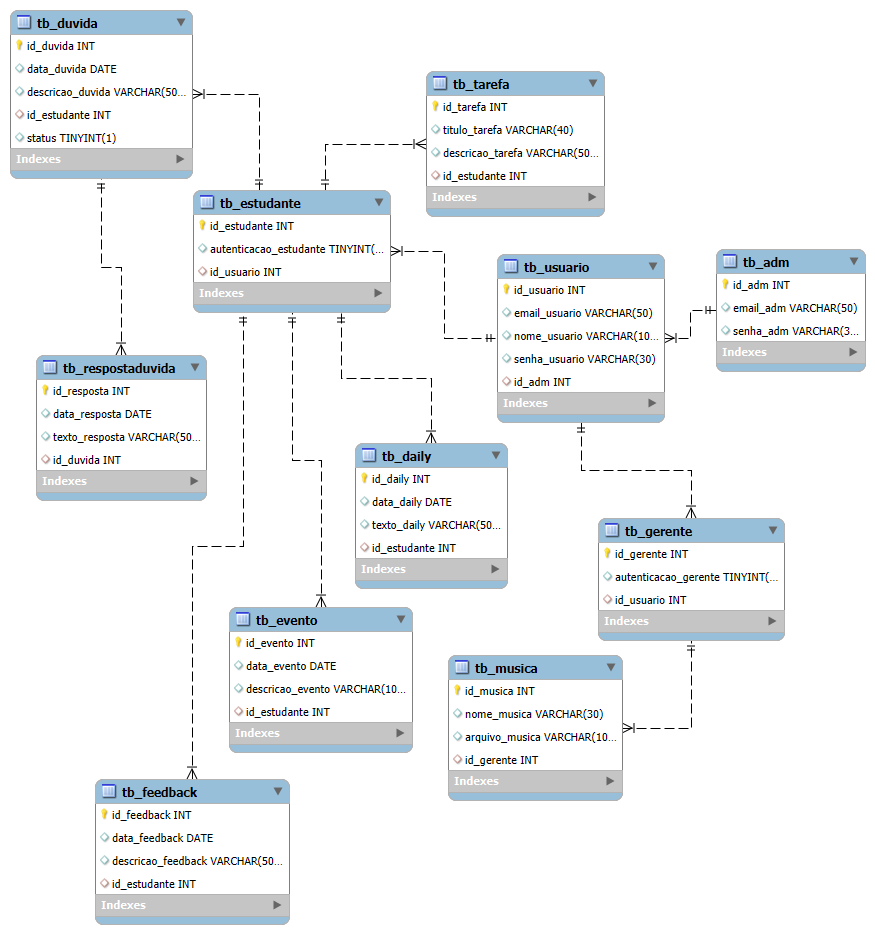 tb_duvida
id_duvida INT
data_duvida DATE
descricao_duvida VARCHAR(50...
id_estudante INT
status TINYINT(1)
Indexes
tb_tarefa
id_tarefa INT
titulo_tarefa VARCHAR(40)
descricao_tarefa VARCHAR(50...
id_estudante INT
Indexes
tb_estudante
id_estudante INT
autenticacao_estudante TINYINT(...
id_usuario INT
Indexes
tb_usuario
id_usuario INT
email_usuario VARCHAR(50)
nome_usuario VARCHAR(10...
senha_usuario VARCHAR(30)
id_adm INT
Indexes
tb_adm
id_adm INT
email_adm VARCHAR(50)
senha_adm VARCHAR(3...
Indexes
tb_respostaduvida
id_resposta INT
data_resposta DATE
texto_resposta VARCHAR(50...
id_duvida INT
Indexes
tb_daily
id_daily INT
data_daily DATE
texto_daily VARCHAR(50...
id_estudante INT
Indexes
tb_gerente
id_gerente INT
autenticacao_gerente TINYINT(...
id_usuario INT
Indexes
tb_evento
id_evento INT
data_evento DATE
descricao_evento VARCHAR(10...
id_estudante INT
Indexes
tb_musica
id_musica INT
nome_musica VARCHAR(30)
arquivo_musica VARCHAR(10...
id_gerente INT
Indexes
tb_feedback
id_feedback INT
data_feedback DATE
descricao_feedback VARCHAR(50...
id_estudante INT
Indexes